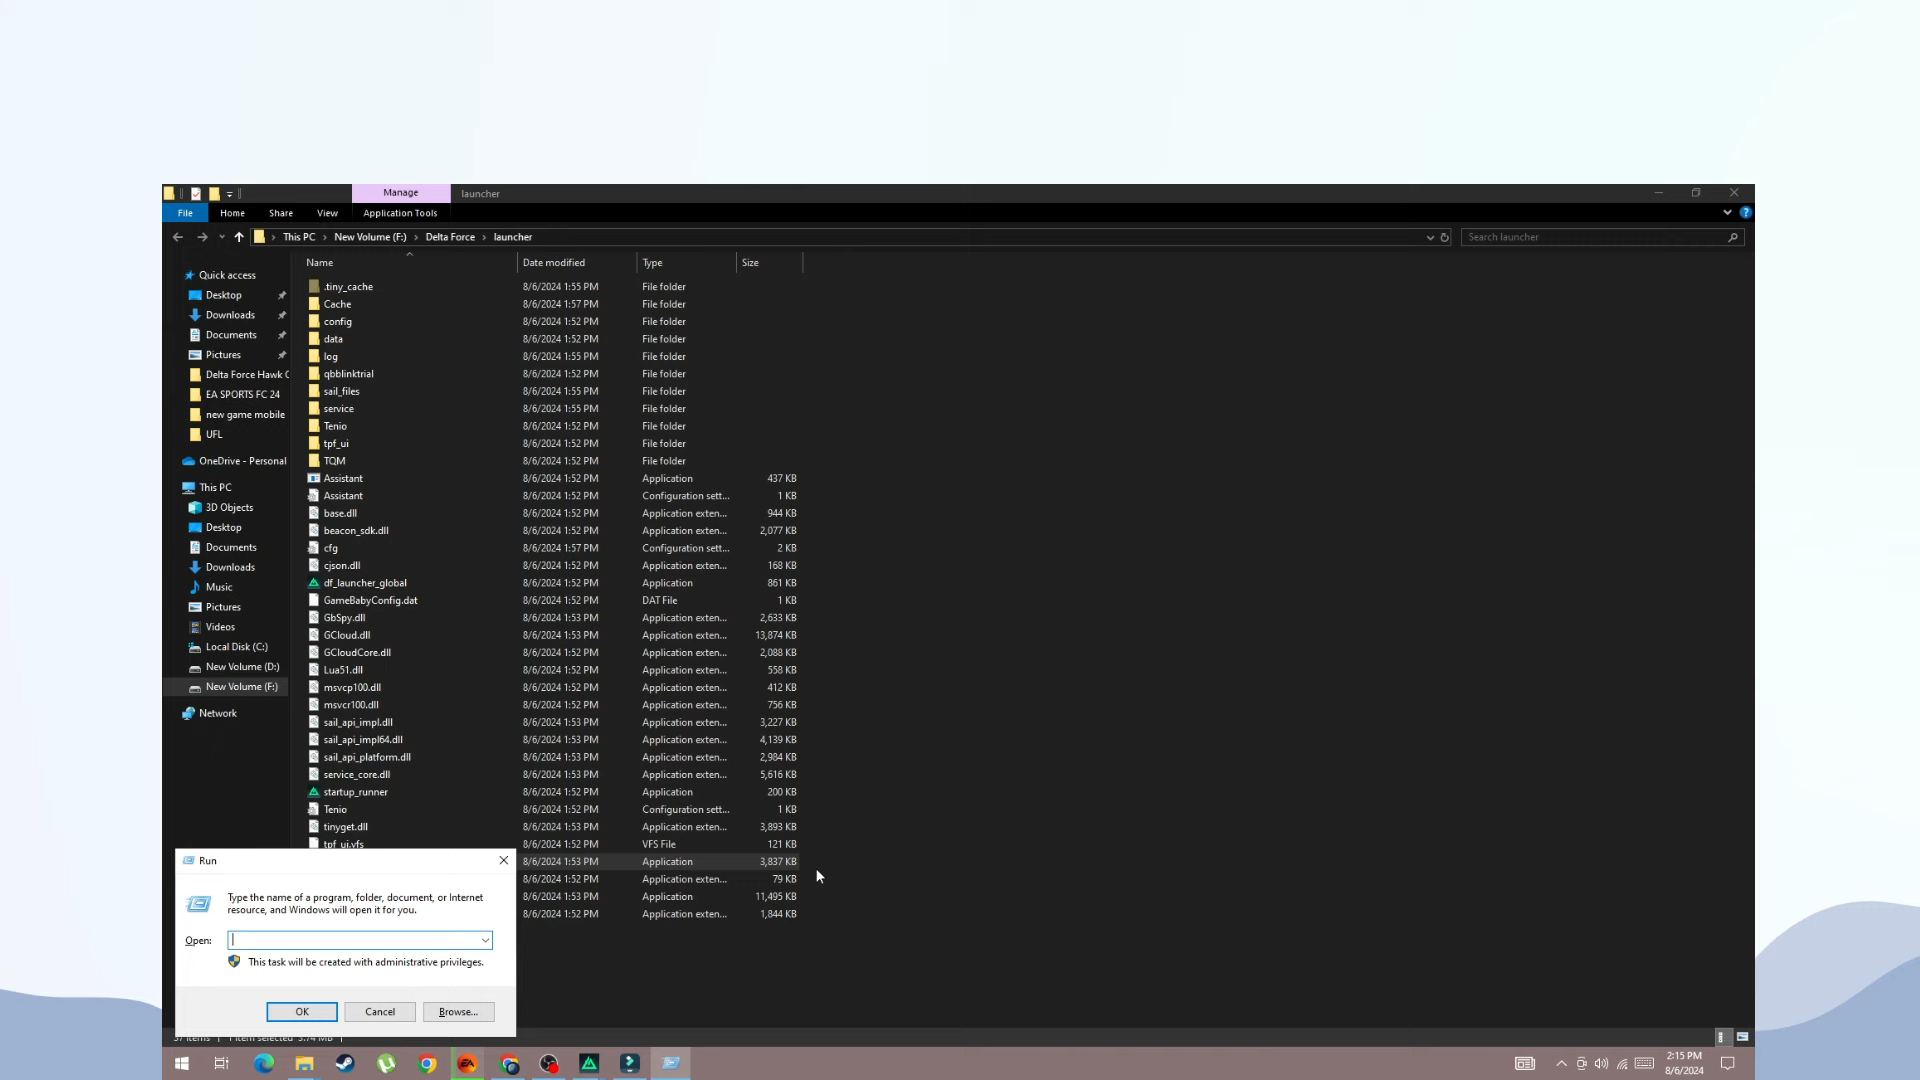 Manage
launcher
File
Home
Share
View
Application Tools
This PC
New Volume (F:)
Delta Force
launcher
Search launcher
Quick access
Desktop
Downloads
Documents
Pictures
Delta Force Hawk
EA SPORTS FC 24
new game mobile
UFL
OneDrive - Personal
This PC
3D Objects
Desktop
Documents
Downloads
Music
Pictures
Videos
Local Disk (C:)
New Volume (D:)
New Volume (F:)
Network
Name Date modified Type Size
.tiny_cache 8/6/2024 1:55 PM File folder
Cache 8/6/2024 1:57 PM File folder
config 8/6/2024 1:52 PM File folder
data 8/6/2024 1:52 PM File folder
log 8/6/2024 1:55 PM File folder
qbblinktrial 8/6/2024 1:52 PM File folder
sail_files 8/6/2024 1:55 PM File folder
service 8/6/2024 1:55 PM File folder
Tenio 8/6/2024 1:52 PM File folder
tpf_ui 8/6/2024 1:52 PM File folder
TQM 8/6/2024 1:52 PM File folder
Assistant 8/6/2024 1:52 PM Application 437 KB
Assistant 8/6/2024 1:52 PM Configuration sett... 1 KB
base.dll 8/6/2024 1:52 PM Application exten... 944 KB
beacon_sdk.dll 8/6/2024 1:52 PM Application exten... 2,077 KB
cfg 8/6/2024 1:57 PM Configuration sett... 2 KB
cjson.dll 8/6/2024 1:52 PM Application exten... 168 KB
df_launcher_global 8/6/2024 1:52 PM Application 861 KB
GameBabyConfig.dat 8/6/2024 1:52 PM DAT File 1 KB
GbSpy.dll 8/6/2024 1:53 PM Application exten... 2,633 KB
GCloud.dll 8/6/2024 1:53 PM Application exten... 13,874 KB
GCloudCore.dll 8/6/2024 1:52 PM Application exten... 2,088 KB
Lua51.dll 8/6/2024 1:52 PM Application exten... 558 KB
msvcp100.dll 8/6/2024 1:52 PM Application exten... 412 KB
msvcr100.dll 8/6/2024 1:52 PM Application exten... 756 KB
sail_api_impl.dll 8/6/2024 1:53 PM Application exten... 3,227 KB
sail_api_impl64.dll 8/6/2024 1:53 PM Application exten... 4,139 KB
sail_api_platform.dll 8/6/2024 1:53 PM Application exten... 2,984 KB
service_core.dll 8/6/2024 1:53 PM Application exten... 5,616 KB
startup_runner 8/6/2024 1:52 PM Application 200 KB
Tenio 8/6/2024 1:52 PM Configuration sett... 1 KB
tinyget.dll 8/6/2024 1:53 PM Application exten... 3,893 KB
tpf_ui.vfs 8/6/2024 1:52 PM VFS File 121 KB
8/6/2024 1:53 PM Application 3,837 KB
8/6/2024 1:52 PM Application exten... 79 KB
8/6/2024 1:53 PM Application 11,495 KB
8/6/2024 1:52 PM Application exten... 1,844 KB
Run
Type the name of a program, folder, document, or Internet
resource, and Windows will open it for you.
Open:
This task will be created with administrative privileges.
OK
Cancel
Browse...
37 items 1 item selected 3.74 MB
EA
2:15 PM
8/6/2024